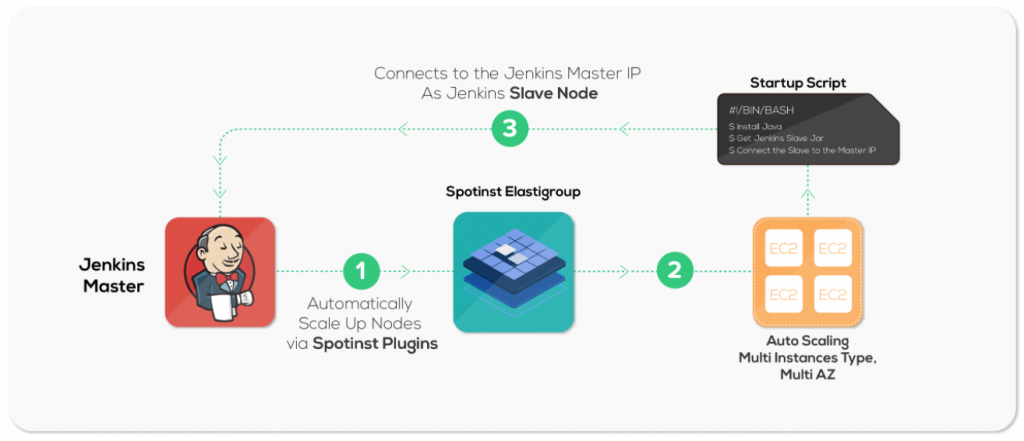 Connects to the Jenkins Master IP
As Jenkins Slave Node
3
Startup Script
#!/BIN/BASH
$ Install Java
$ Get Jenkins Slave Jar
$ Connect the Slave to the Master IP
Jenkins
Master
1
Automatically
Scale Up Nodes
via Spotinst Plugins
Spotinst Elastigroup
2
EC2 EC2
EC2 EC2
Auto Scaling
Multi Instances Type,
Multi AZ